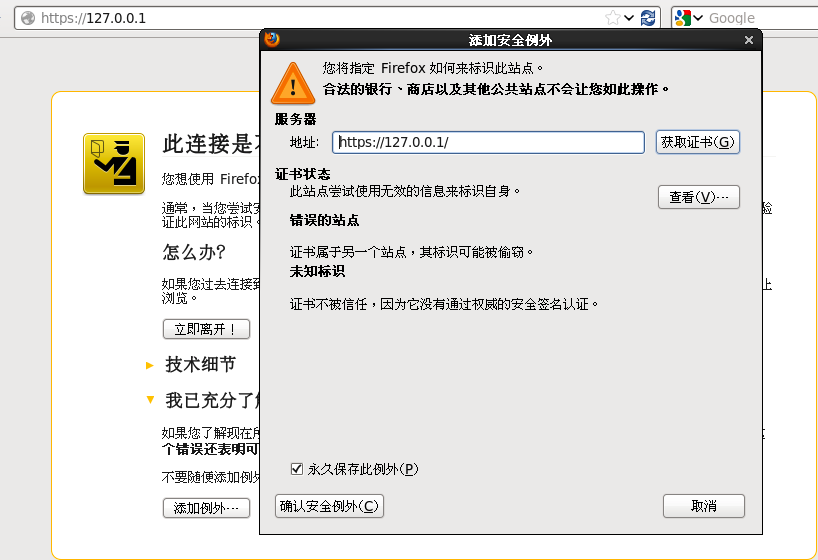 https://127.0.0.1
Google
添加安全例外
您将指定 Firefox 如何来标识此站点。
合法的银行、商店以及其他公共站点不会让您如此操作。
服务器
地址:
https://127.0.0.1/
获取证书(G)
证书状态
此站点尝试使用无效的信息来标识自身。
查看(V)…
错误的站点
证书属于另一个站点，其标识可能被偷窃。
未知标识
证书不被信任，因为它没有通过权威的安全签名认证。
永久保存此例外(P)
确认安全例外(C)
取消
此连接是
您想使用 Firefo
通常，当您尝试
验
证此网站的标识。
怎么办?
如果您过去连接到
上
浏览。
立即离开！
技术细节
我已充分了
如果您了解现在所
个错误还表明可
不要随便添加例外
添加例外…